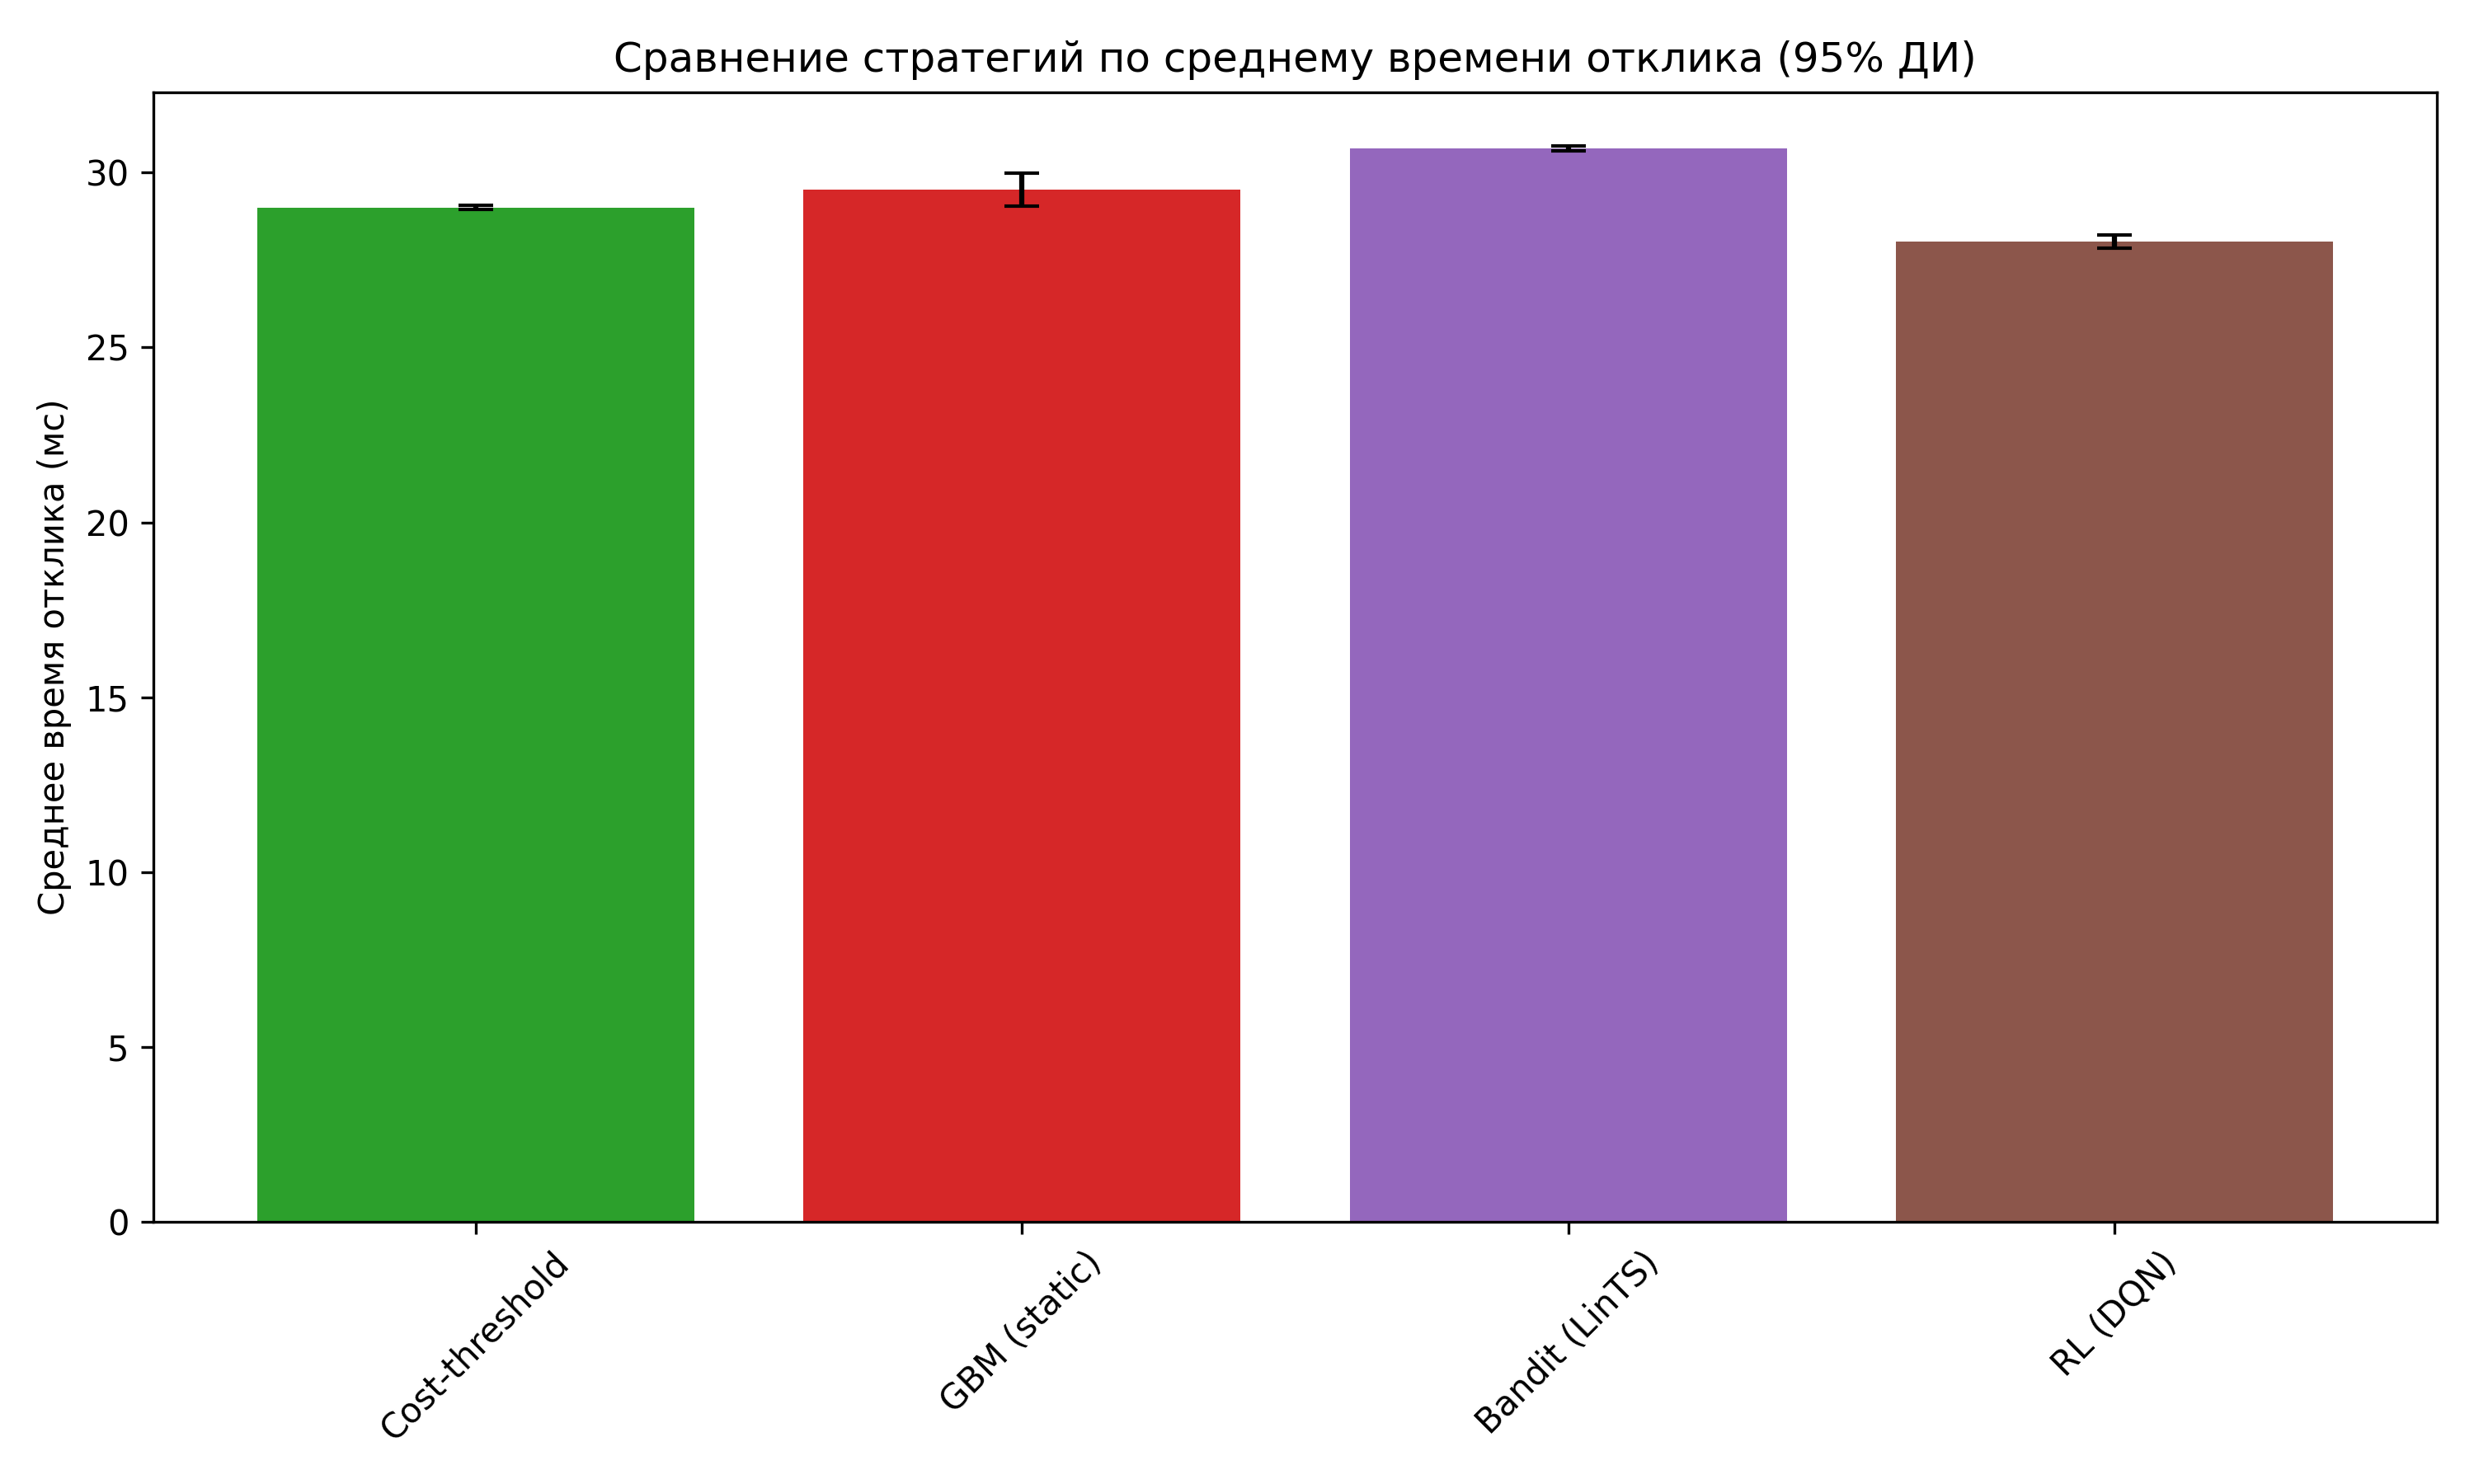 Сравнение стратегий по среднему времени отклика (95% ДИ)
Среднее время отклика (мс)
30
25
20
15
10
5
0
Cost-threshold
GBM (static)
Bandit (LinTS)
RL (DQN)